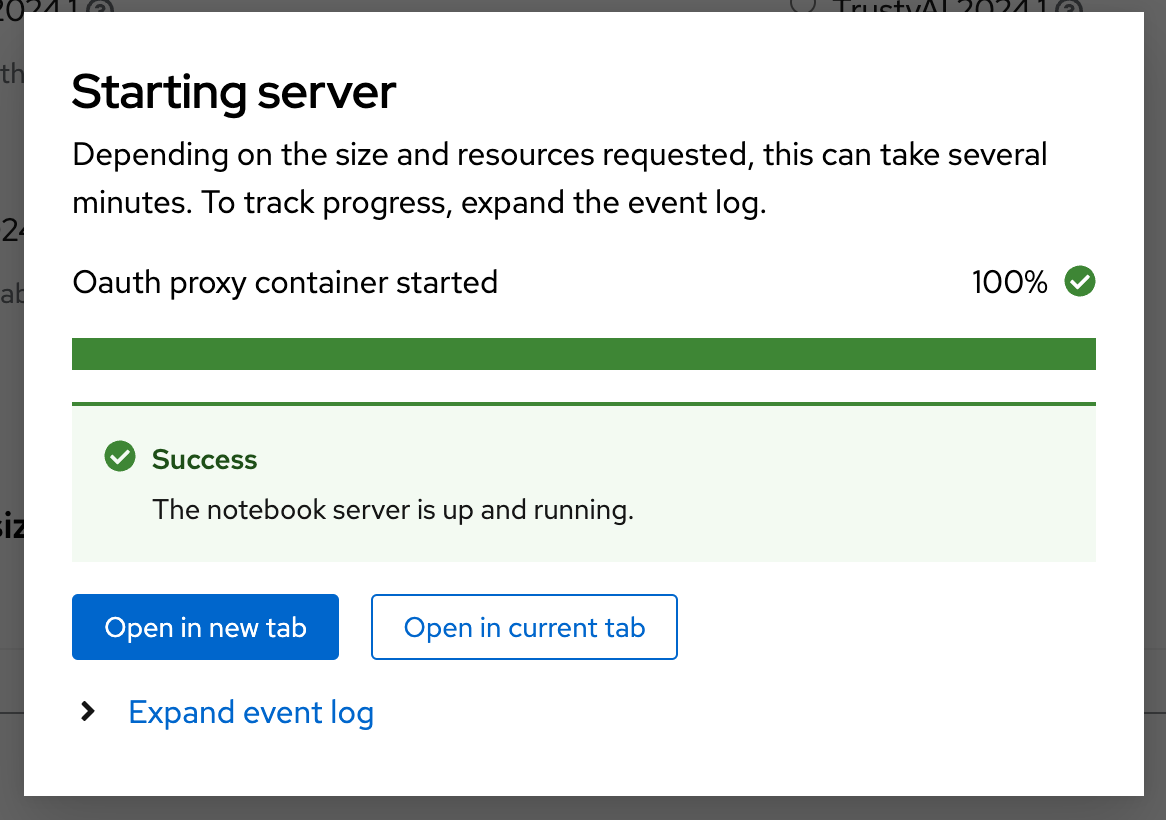 2024.1
TrustyAI 2024.1
Starting server
Depending on the size and resources requested, this can take several
minutes. To track progress, expand the event log.
Oauth proxy container started 100%
Success
The notebook server is up and running.
Open in new tab Open in current tab
Expand event log